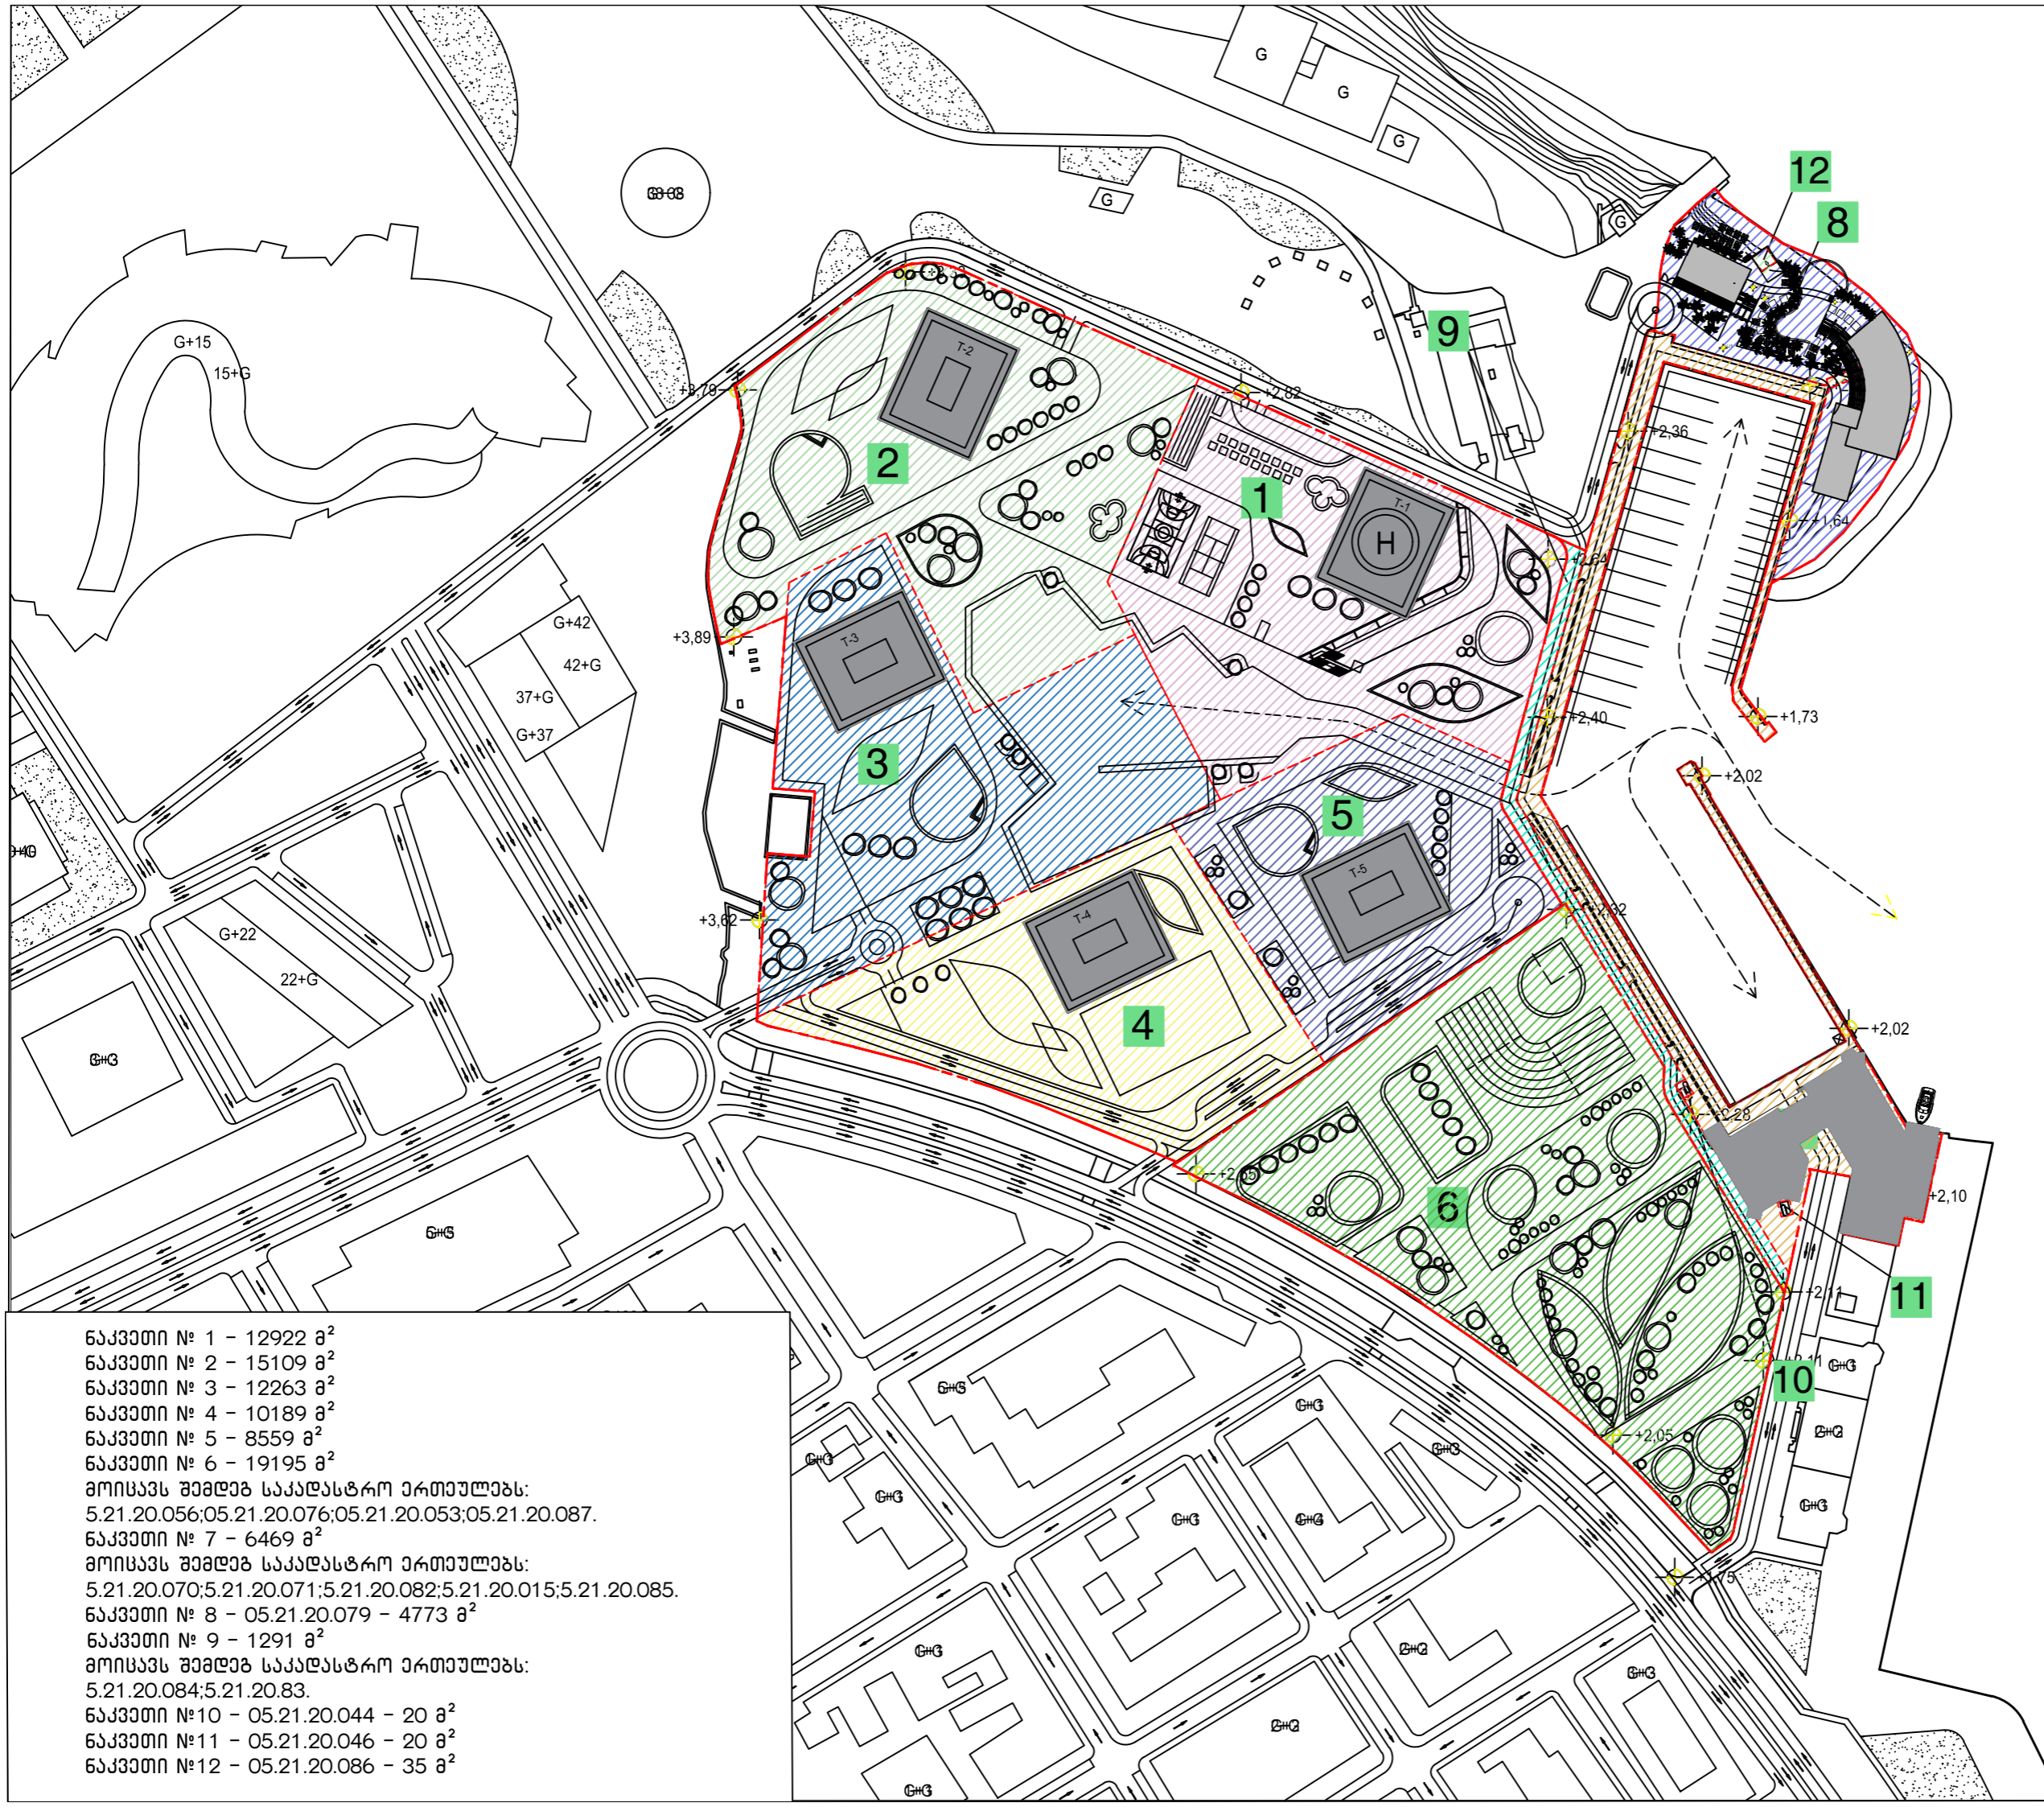 G
G
G
G
G
12
8
9
+2,82
+3,79
T-2
2
1
T-1
H
+2,36
+1,64
+3,89
T-3
3
+2,40
+1,73
+2,02
5
T-5
T-4
4
+3,62
+2,02
6
+2,10
11
10
+2,05
G+15
15+G
G+42
42+G
37+G
G+37
G+22
22+G
ნაკვეთი № 1 - 12922 მ²
ნაკვეთი № 2 - 15109 მ²
ნაკვეთი № 3 - 12263 მ²
ნაკვეთი № 4 - 10189 მ²
ნაკვეთი № 5 - 8559 მ²
ნაკვეთი № 6 - 19195 მ²
მოიცავს შემდეგ საკადასტრო ერთეულებს:
5.21.20.056;05.21.20.076;05.21.20.053;05.21.20.087.
ნაკვეთი № 7 - 6469 მ²
მოიცავს შემდეგ საკადასტრო ერთეულებს:
5.21.20.070;5.21.20.071;5.21.20.082;5.21.20.015;5.21.20.085.
ნაკვეთი № 8 - 05.21.20.079 - 4773 მ²
ნაკვეთი № 9 - 1291 მ²
მოიცავს შემდეგ საკადასტრო ერთეულებს:
5.21.20.084;5.21.20.83.
ნაკვეთი №10 - 05.21.20.044 - 20 მ²
ნაკვეთი №11 - 05.21.20.046 - 20 მ²
ნაკვეთი №12 - 05.21.20.086 - 35 მ²